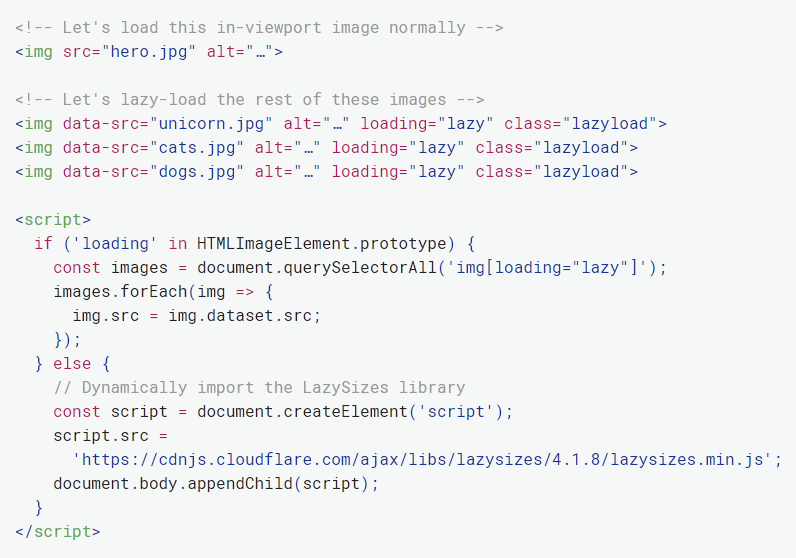 <!-- Let's load this in-viewport image normally -->
<img src="hero.jpg" alt="…">
<!-- Let's lazy-load the rest of these images -->
<img data-src="unicorn.jpg" alt="…" loading="lazy" class="lazyload">
<img data-src="cats.jpg" alt="…" loading="lazy" class="lazyload">
<img data-src="dogs.jpg" alt="…" loading="lazy" class="lazyload">
<script>
  if ('loading' in HTMLImageElement.prototype) {
    const images = document.querySelectorAll('img[loading="lazy"]');
    images.forEach(img => {
      img.src = img.dataset.src;
    });
  } else {
    // Dynamically import the LazySizes library
    const script = document.createElement('script');
    script.src =
      'https://cdnjs.cloudflare.com/ajax/libs/lazysizes/4.1.8/lazysizes.min.js';
    document.body.appendChild(script);
  }
</script>